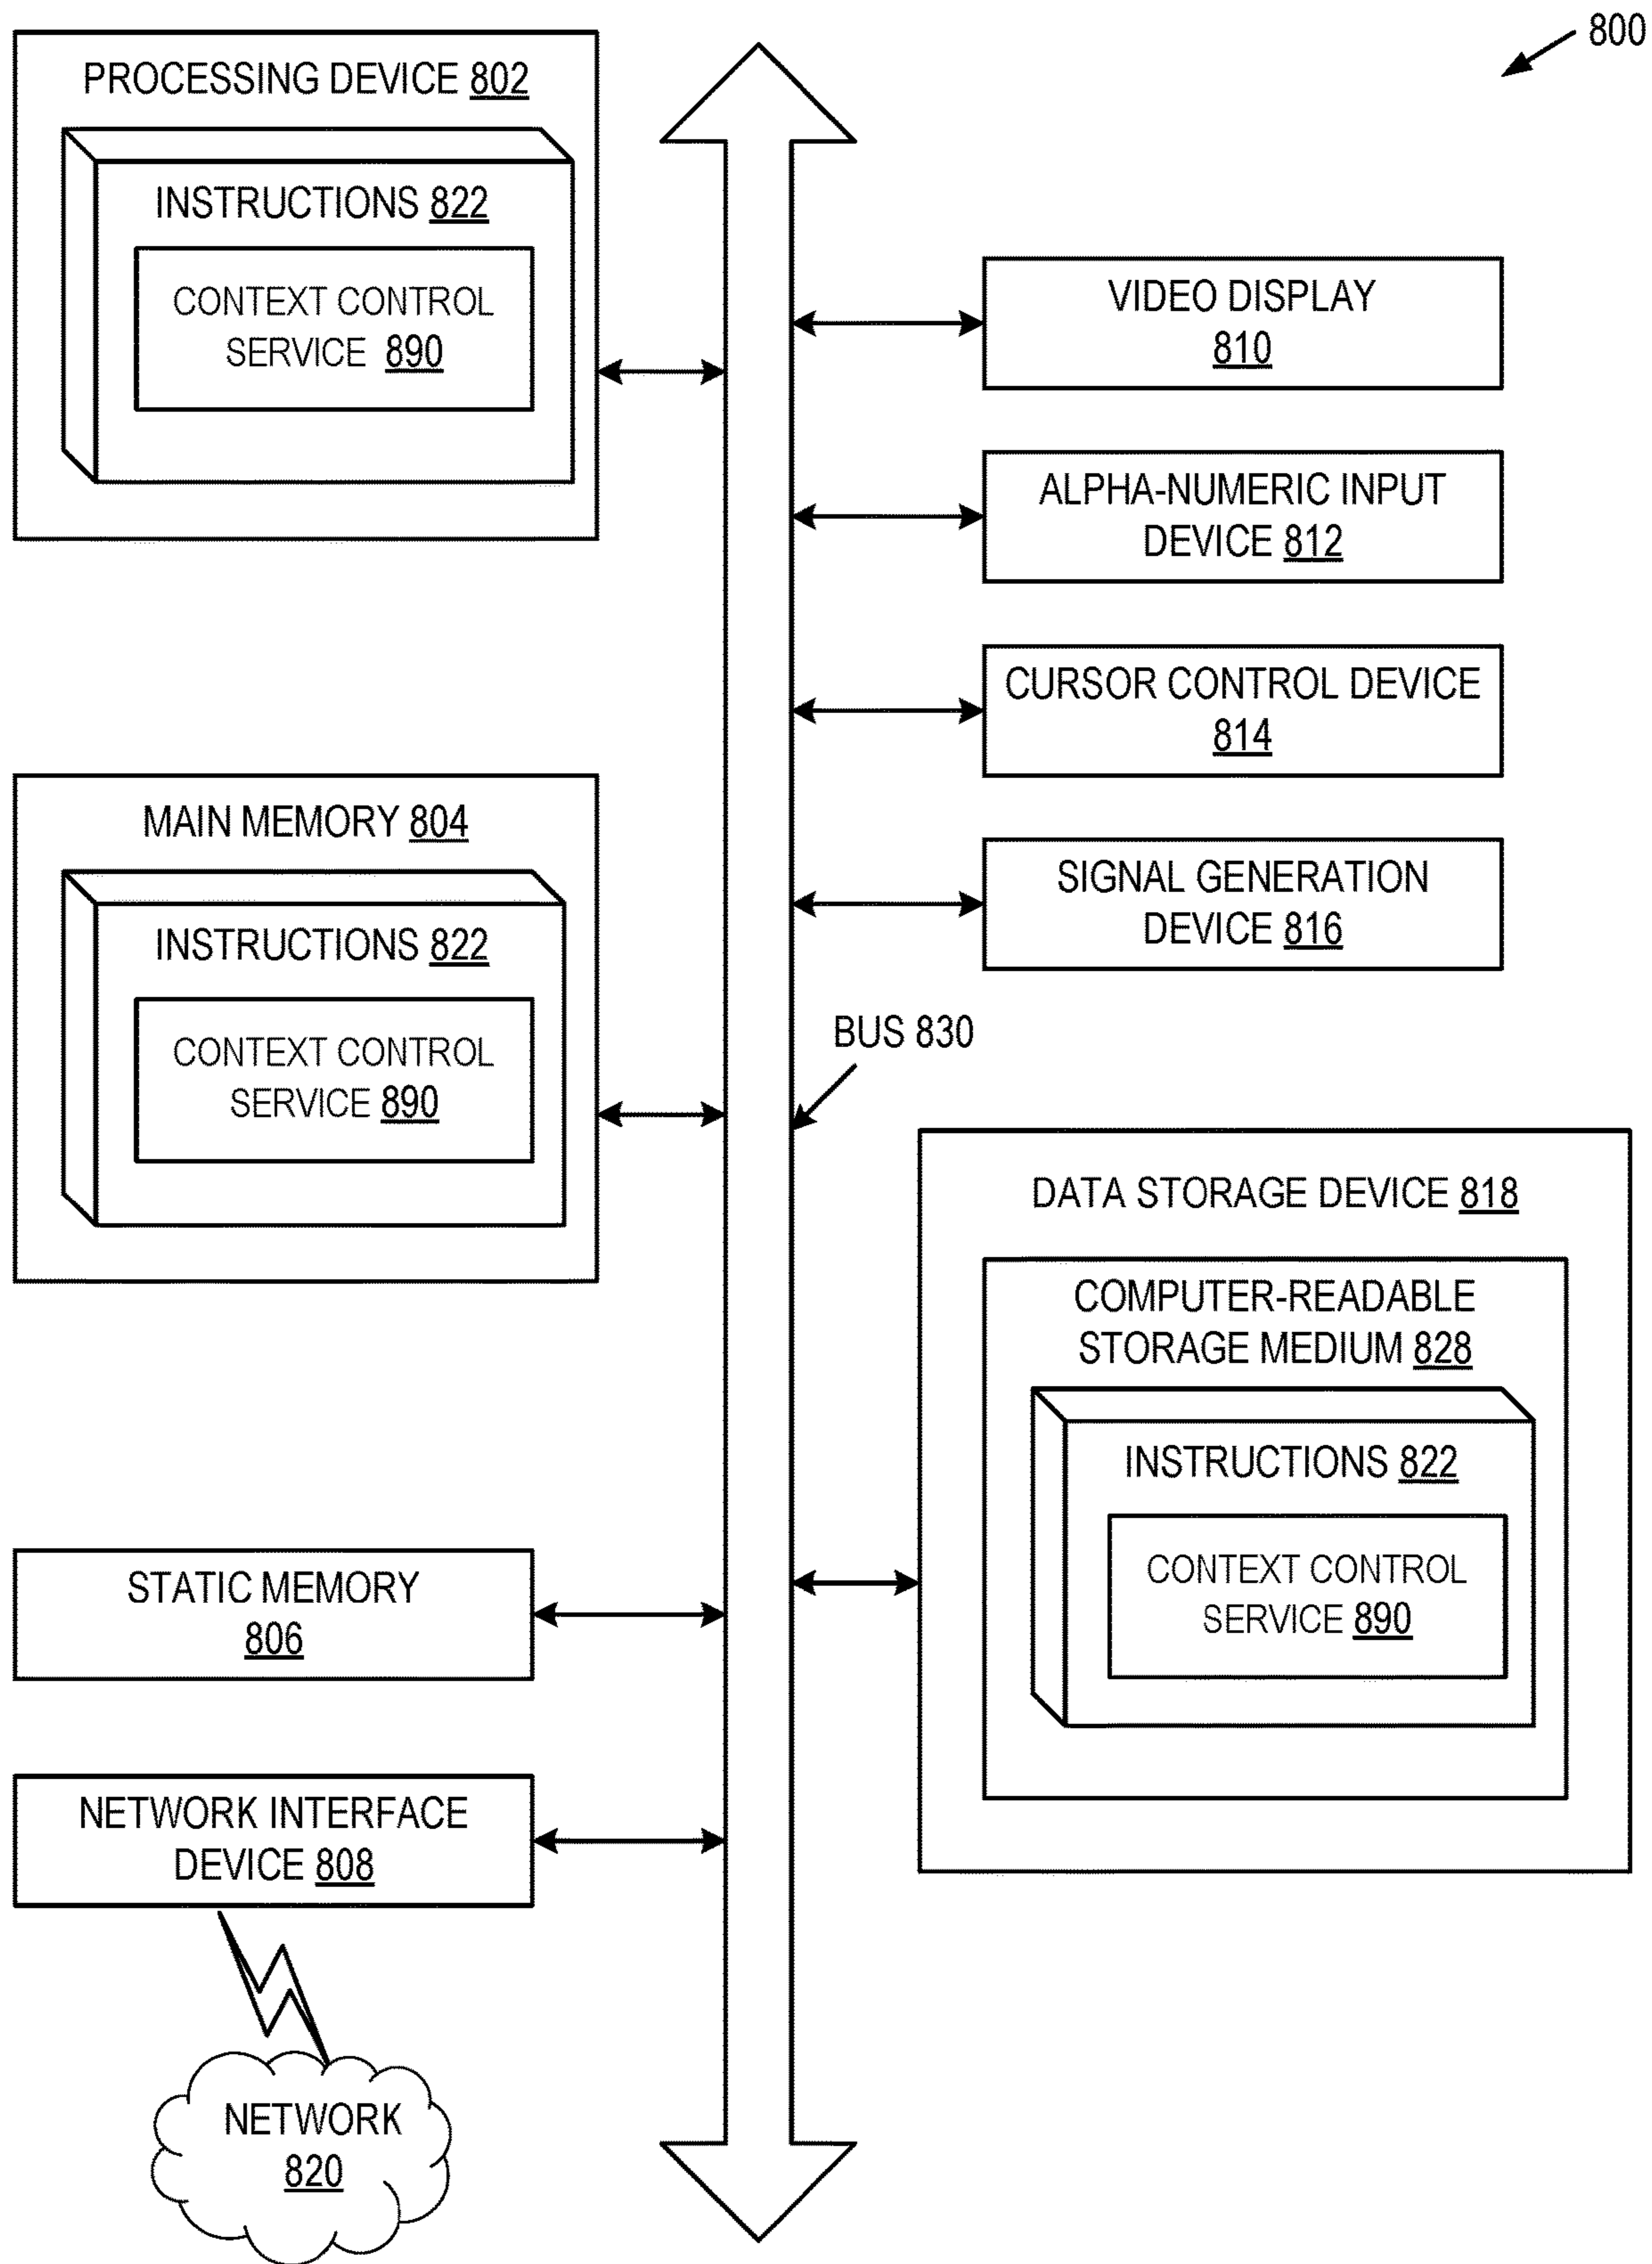 800
PROCESSING DEVICE 802
INSTRUCTIONS 822
CONTEXT CONTROL
SERVICE 890
MAIN MEMORY 804
INSTRUCTIONS 822
CONTEXT CONTROL
SERVICE 890
STATIC MEMORY
806
NETWORK INTERFACE
DEVICE 808
NETWORK
820
VIDEO DISPLAY
810
ALPHA-NUMERIC INPUT
DEVICE 812
CURSOR CONTROL DEVICE
814
SIGNAL GENERATION
DEVICE 816
BUS 830
DATA STORAGE DEVICE 818
COMPUTER-READABLE
STORAGE MEDIUM 828
INSTRUCTIONS 822
CONTEXT CONTROL
SERVICE 890